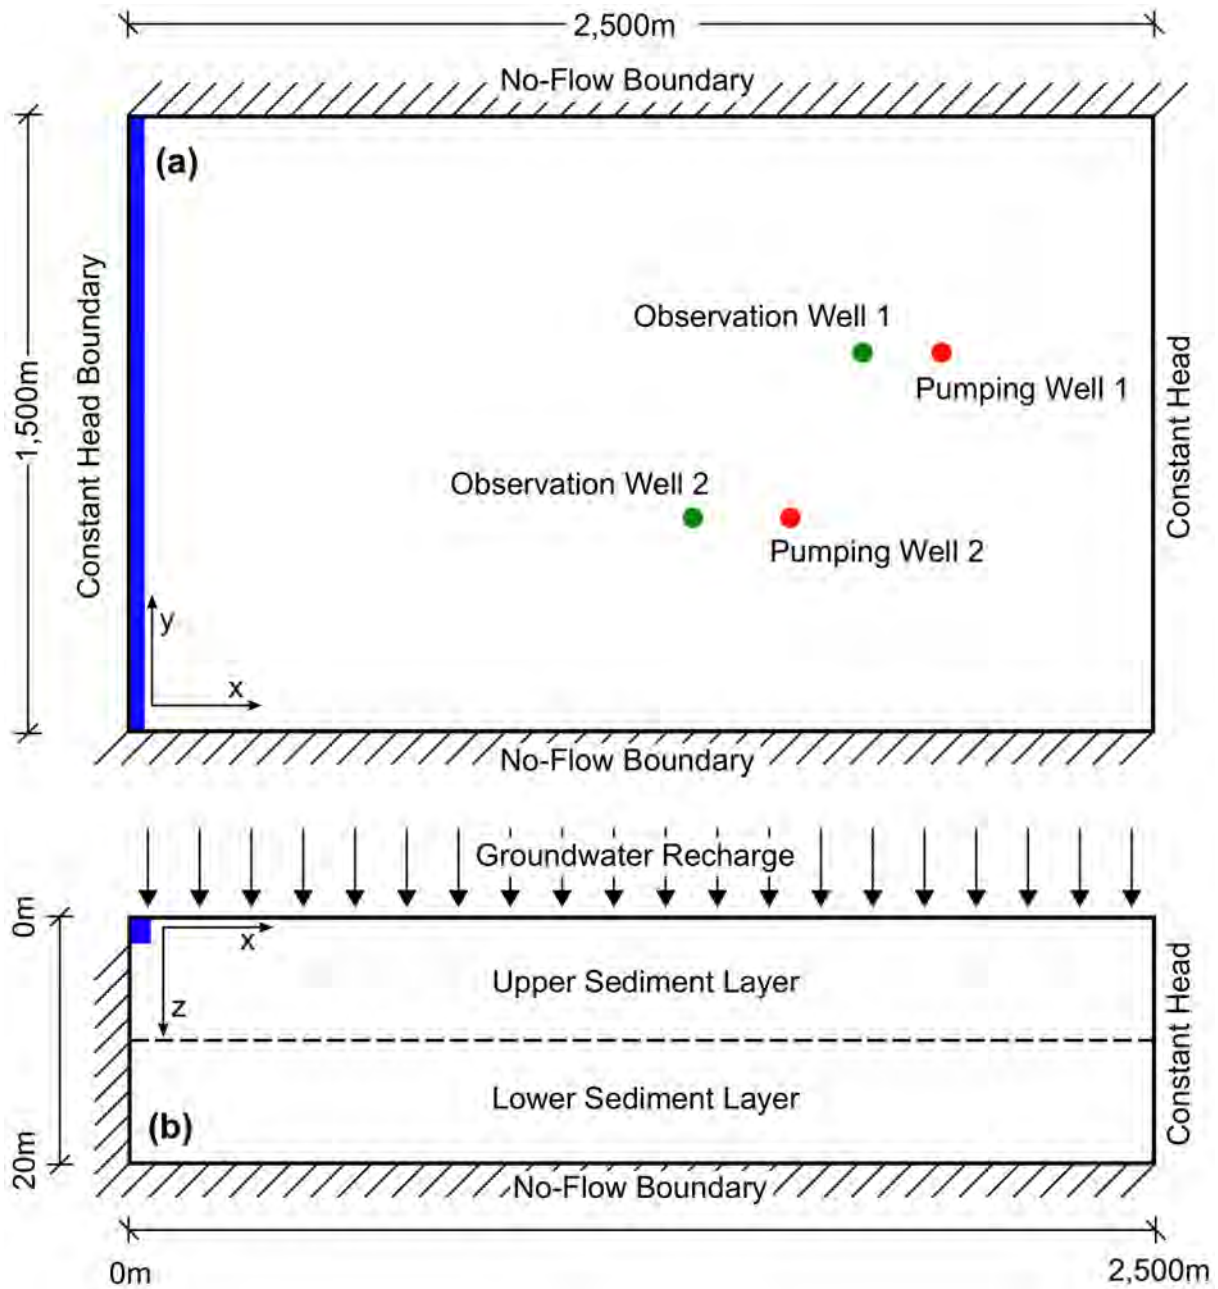 2,500m
No-Flow Boundary
(a)
Constant Head Boundary
1,500m
Observation Well 1
Pumping Well 1
Constant Head
Observation Well 2
Pumping Well 2
y
x
No-Flow Boundary
Groundwater Recharge
0m
x
Upper Sediment Layer
z
Constant Head
Lower Sediment Layer
(b)
20m
No-Flow Boundary
0m
2,500m